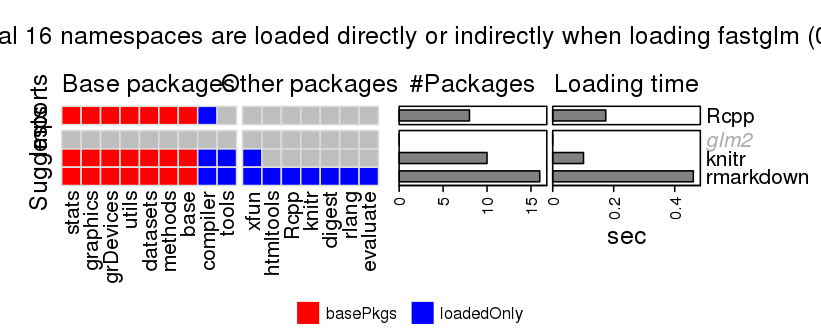 al 16 namespaces are loaded directly or indirectly when loading fastglm (0
Base packages
Other packages
#Packages
Loading time
Imports
Suggests
Rcpp
glm2
knitr
rmarkdown
stats
graphics
grDevices
utils
datasets
methods
base
compiler
tools
xfun
htmltools
Rcpp
knitr
digest
rlang
evaluate
0
5
10
15
0
0.2
0.4
sec
basePkgs
loadedOnly